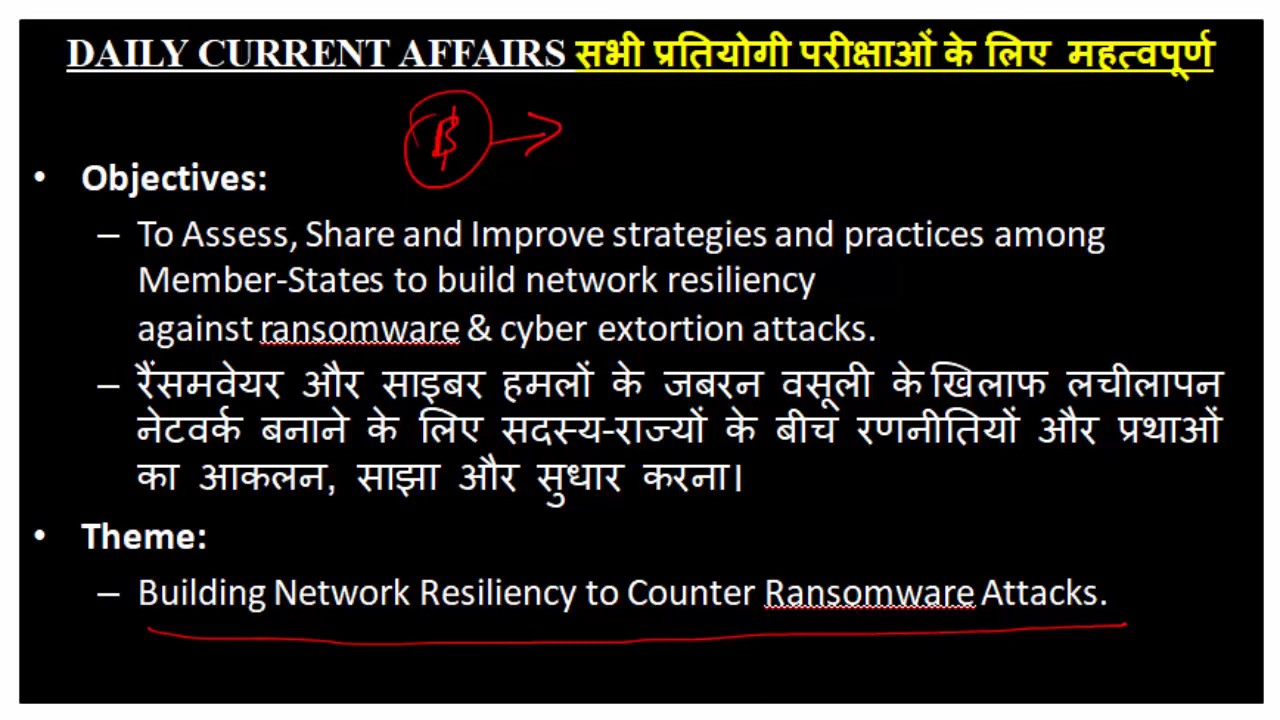 DAILY CURRENT AFFAIRS सभी प्रतियोगी परीक्षाओं के लिए महत्वपूर्ण
₿
• Objectives:
– To Assess, Share and Improve strategies and practices among
Member-States to build network resiliency
against ransomware & cyber extortion attacks.
– रैंसमवेयर और साइबर हमलों के जबरन वसूली के खिलाफ लचीलापन
नेटवर्क बनाने के लिए सदस्य-राज्यों के बीच रणनीतियों और प्रथाओं
का आकलन, साझा और सुधार करना।
• Theme:
– Building Network Resiliency to Counter Ransomware Attacks.